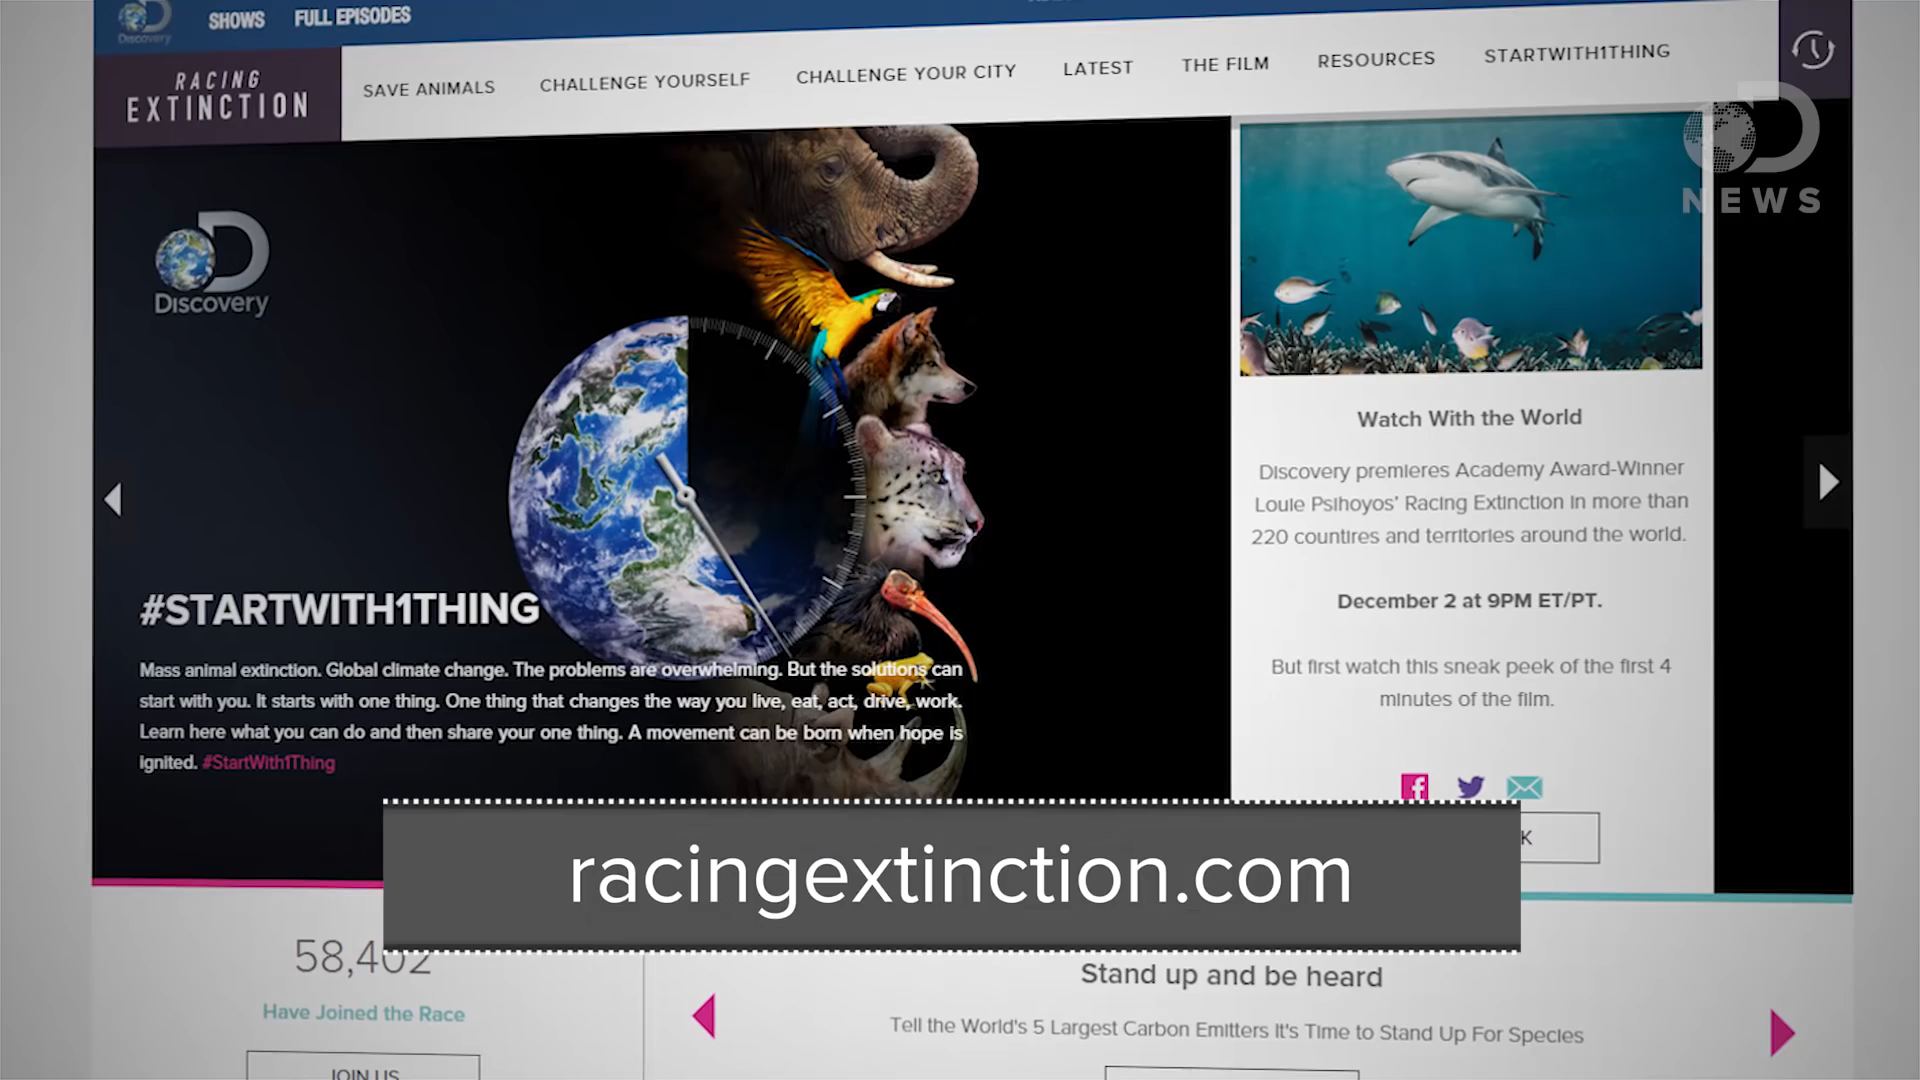 Discovery
SHOWS
FULL EPISODES
RACING
EXTINCTION
SAVE ANIMALS
CHALLENGE YOURSELF
CHALLENGE YOUR CITY
LATEST
THE FILM
RESOURCES
STARTWITH1THING
D
NEWS
Discovery
#STARTWITH1THING
Mass animal extinction. Global climate change. The problems are overwhelming. But the solutions can
start with you. It starts with one thing. One thing that changes the way you live, eat, act, drive, work.
Learn here what you can do and then share your one thing. A movement can be born when hope is
ignited. #StartWith1Thing
Watch With the World
Discovery premieres Academy Award-Winner
Louie Psihoyos' Racing Extinction in more than
220 countires and territories around the world.
December 2 at 9PM ET/PT.
But first watch this sneak peek of the first 4
minutes of the film.
K
racingextinction.com
58,402
Have Joined the Race
JOIN US
Stand up and be heard
Tell the World's 5 Largest Carbon Emitters It's Time to Stand Up For Species